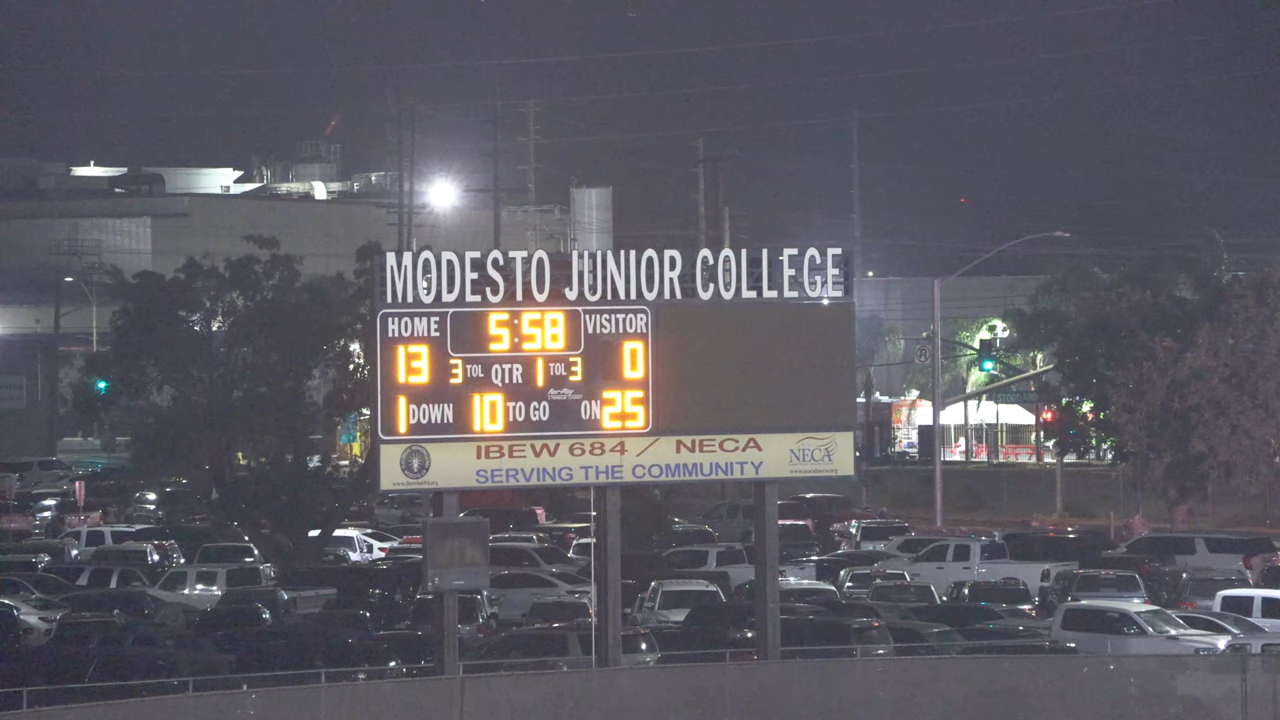 MODESTO JUNIOR COLLEGE
HOME 5:58 VISITOR
13 3 TOL QTR 1 TOL 3 0
1 DOWN 10 TO GO ON 25
IBEW 684 / NECA
SERVING THE COMMUNITY
NECA